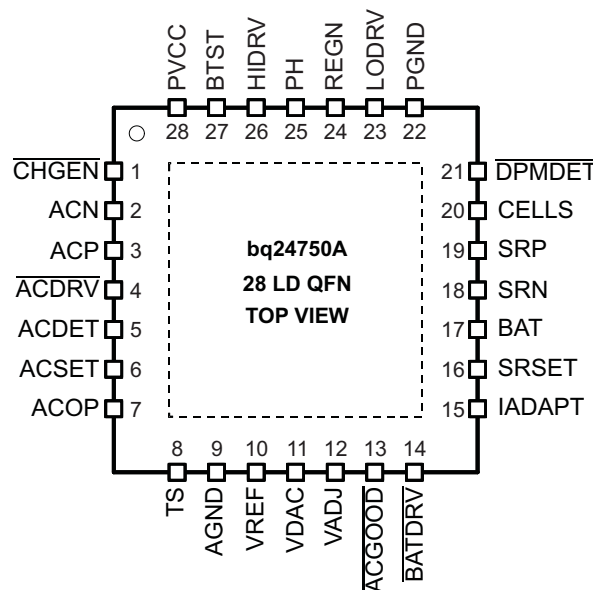 PVCC
BTST
HIDRV
PH
REGN
LODRV
PGND
28 27 26 25 24 23 22
CHGEN 1
ACN 2
ACP 3
ACDRV 4
ACDET 5
ACSET 6
ACOP 7
bq24750A
28 LD QFN
TOP VIEW
21 DPMDET
20 CELLS
19 SRP
18 SRN
17 BAT
16 SRSET
15 IADAPT
8 9 10 11 12 13 14
TS
AGND
VREF
VDAC
VADJ
ACGOOD
BATDRV